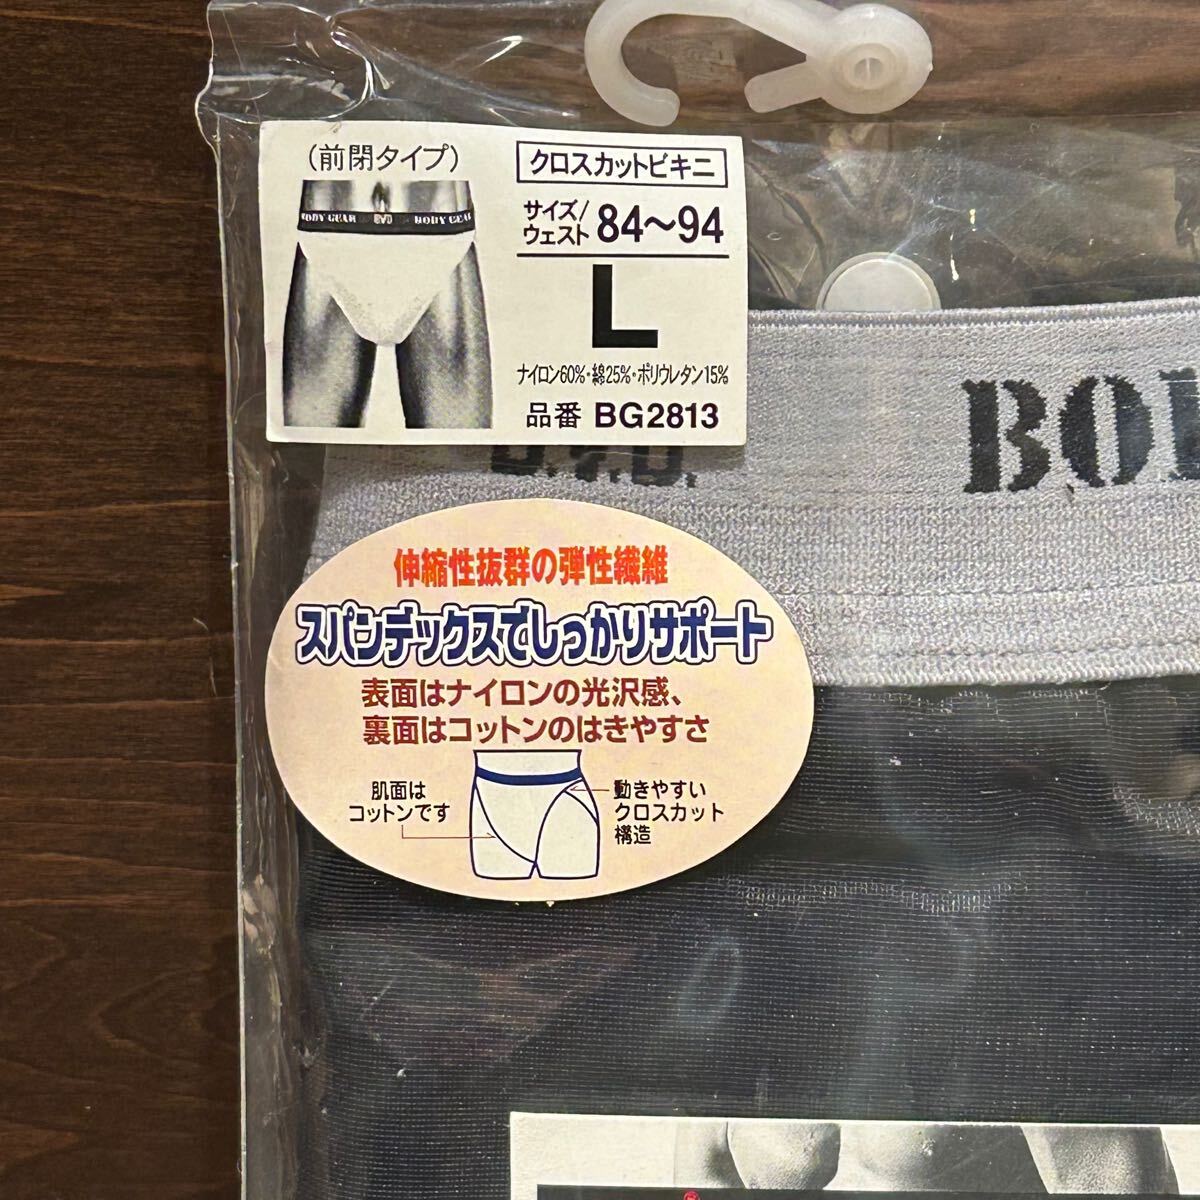 (前閉タイプ)
BODY GEAR BVD BODY GEA
クロスカットビキニ
サイズ/
ウェスト 84〜94
L
ナイロン60%・綿25%・ポリウレタン15%
品番 BG2813
B.V.D.
BO
伸縮性抜群の弾性繊維
スパンデックスでしっかりサポート
表面はナイロンの光沢感、
裏面はコットンのはきやすさ
肌面は
コットンです
動きやすい
クロスカット
構造